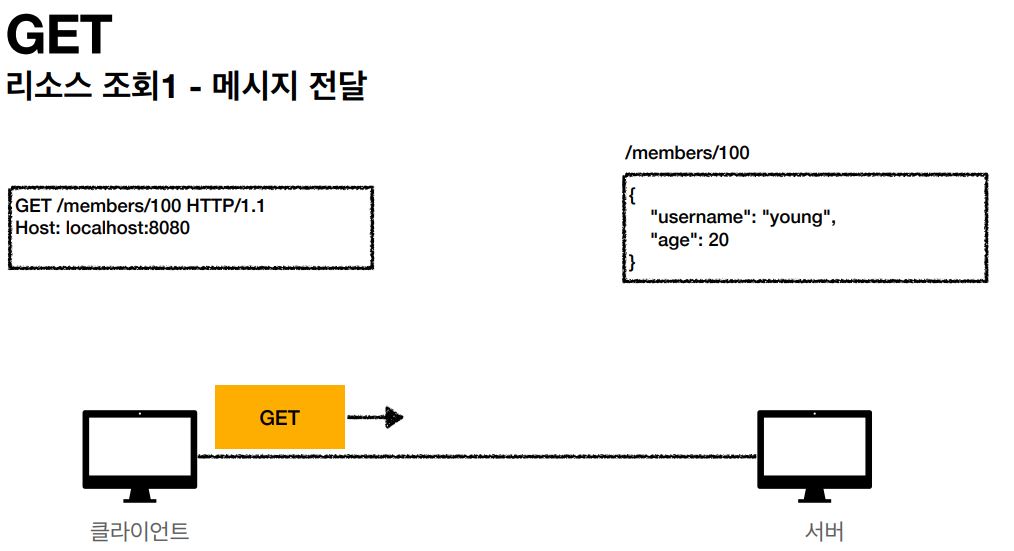 GET
리소스 조회1 - 메시지 전달
/members/100
GET /members/100 HTTP/1.1
Host: localhost:8080
{
"username": "young",
"age": 20
}
GET
클라이언트
서버